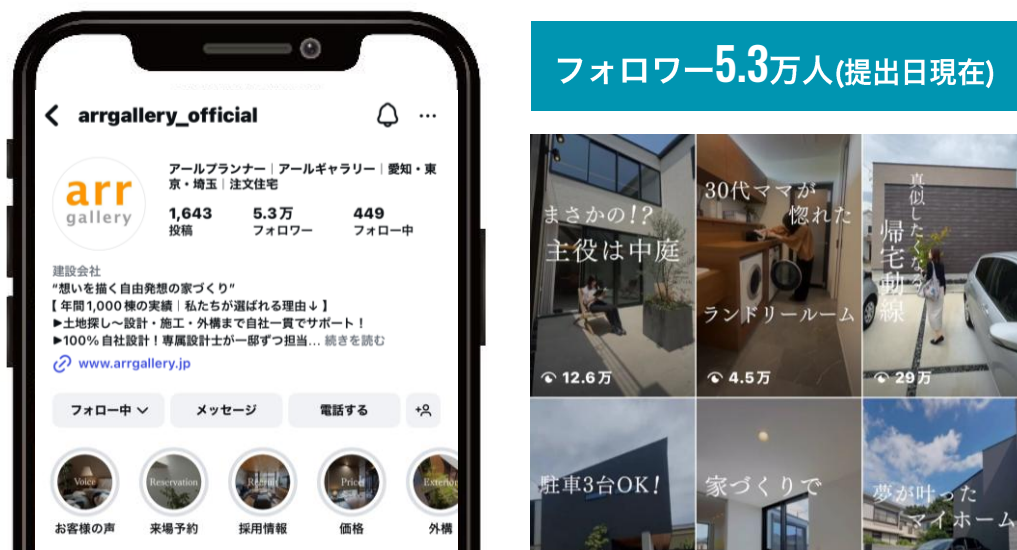 arrgallery_official
arr
gallery
アールプランナー｜アールギャラリー｜愛知・東
京・埼玉｜注文住宅
1,643
5.3万
449
投稿
フォロワー
フォロー中
建設会社
“想いを描く自由発想の家づくり”
【 年間1,000棟の実績｜私たちが選ばれる理由↓ 】
▶土地探し〜設計・施工・外構まで自社一貫でサポート！
▶100%自社設計！専属設計士が一邸ずつ担当... 続きを読む
www.arrgallery.jp
フォロー中
メッセージ
電話する
Voice
Reservation
Recruit
Price
Exterior
お客様の声
来場予約
採用情報
価格
外構
フォロワー5.3万人(提出日現在)
まさかの!?
主役は中庭
12.6万
30代ママが
惚れた
ランドリールーム
4.5万
真似したくなる
帰宅動線
29万
駐車3台OK!
家づくりで
夢が叶った
マイホーム